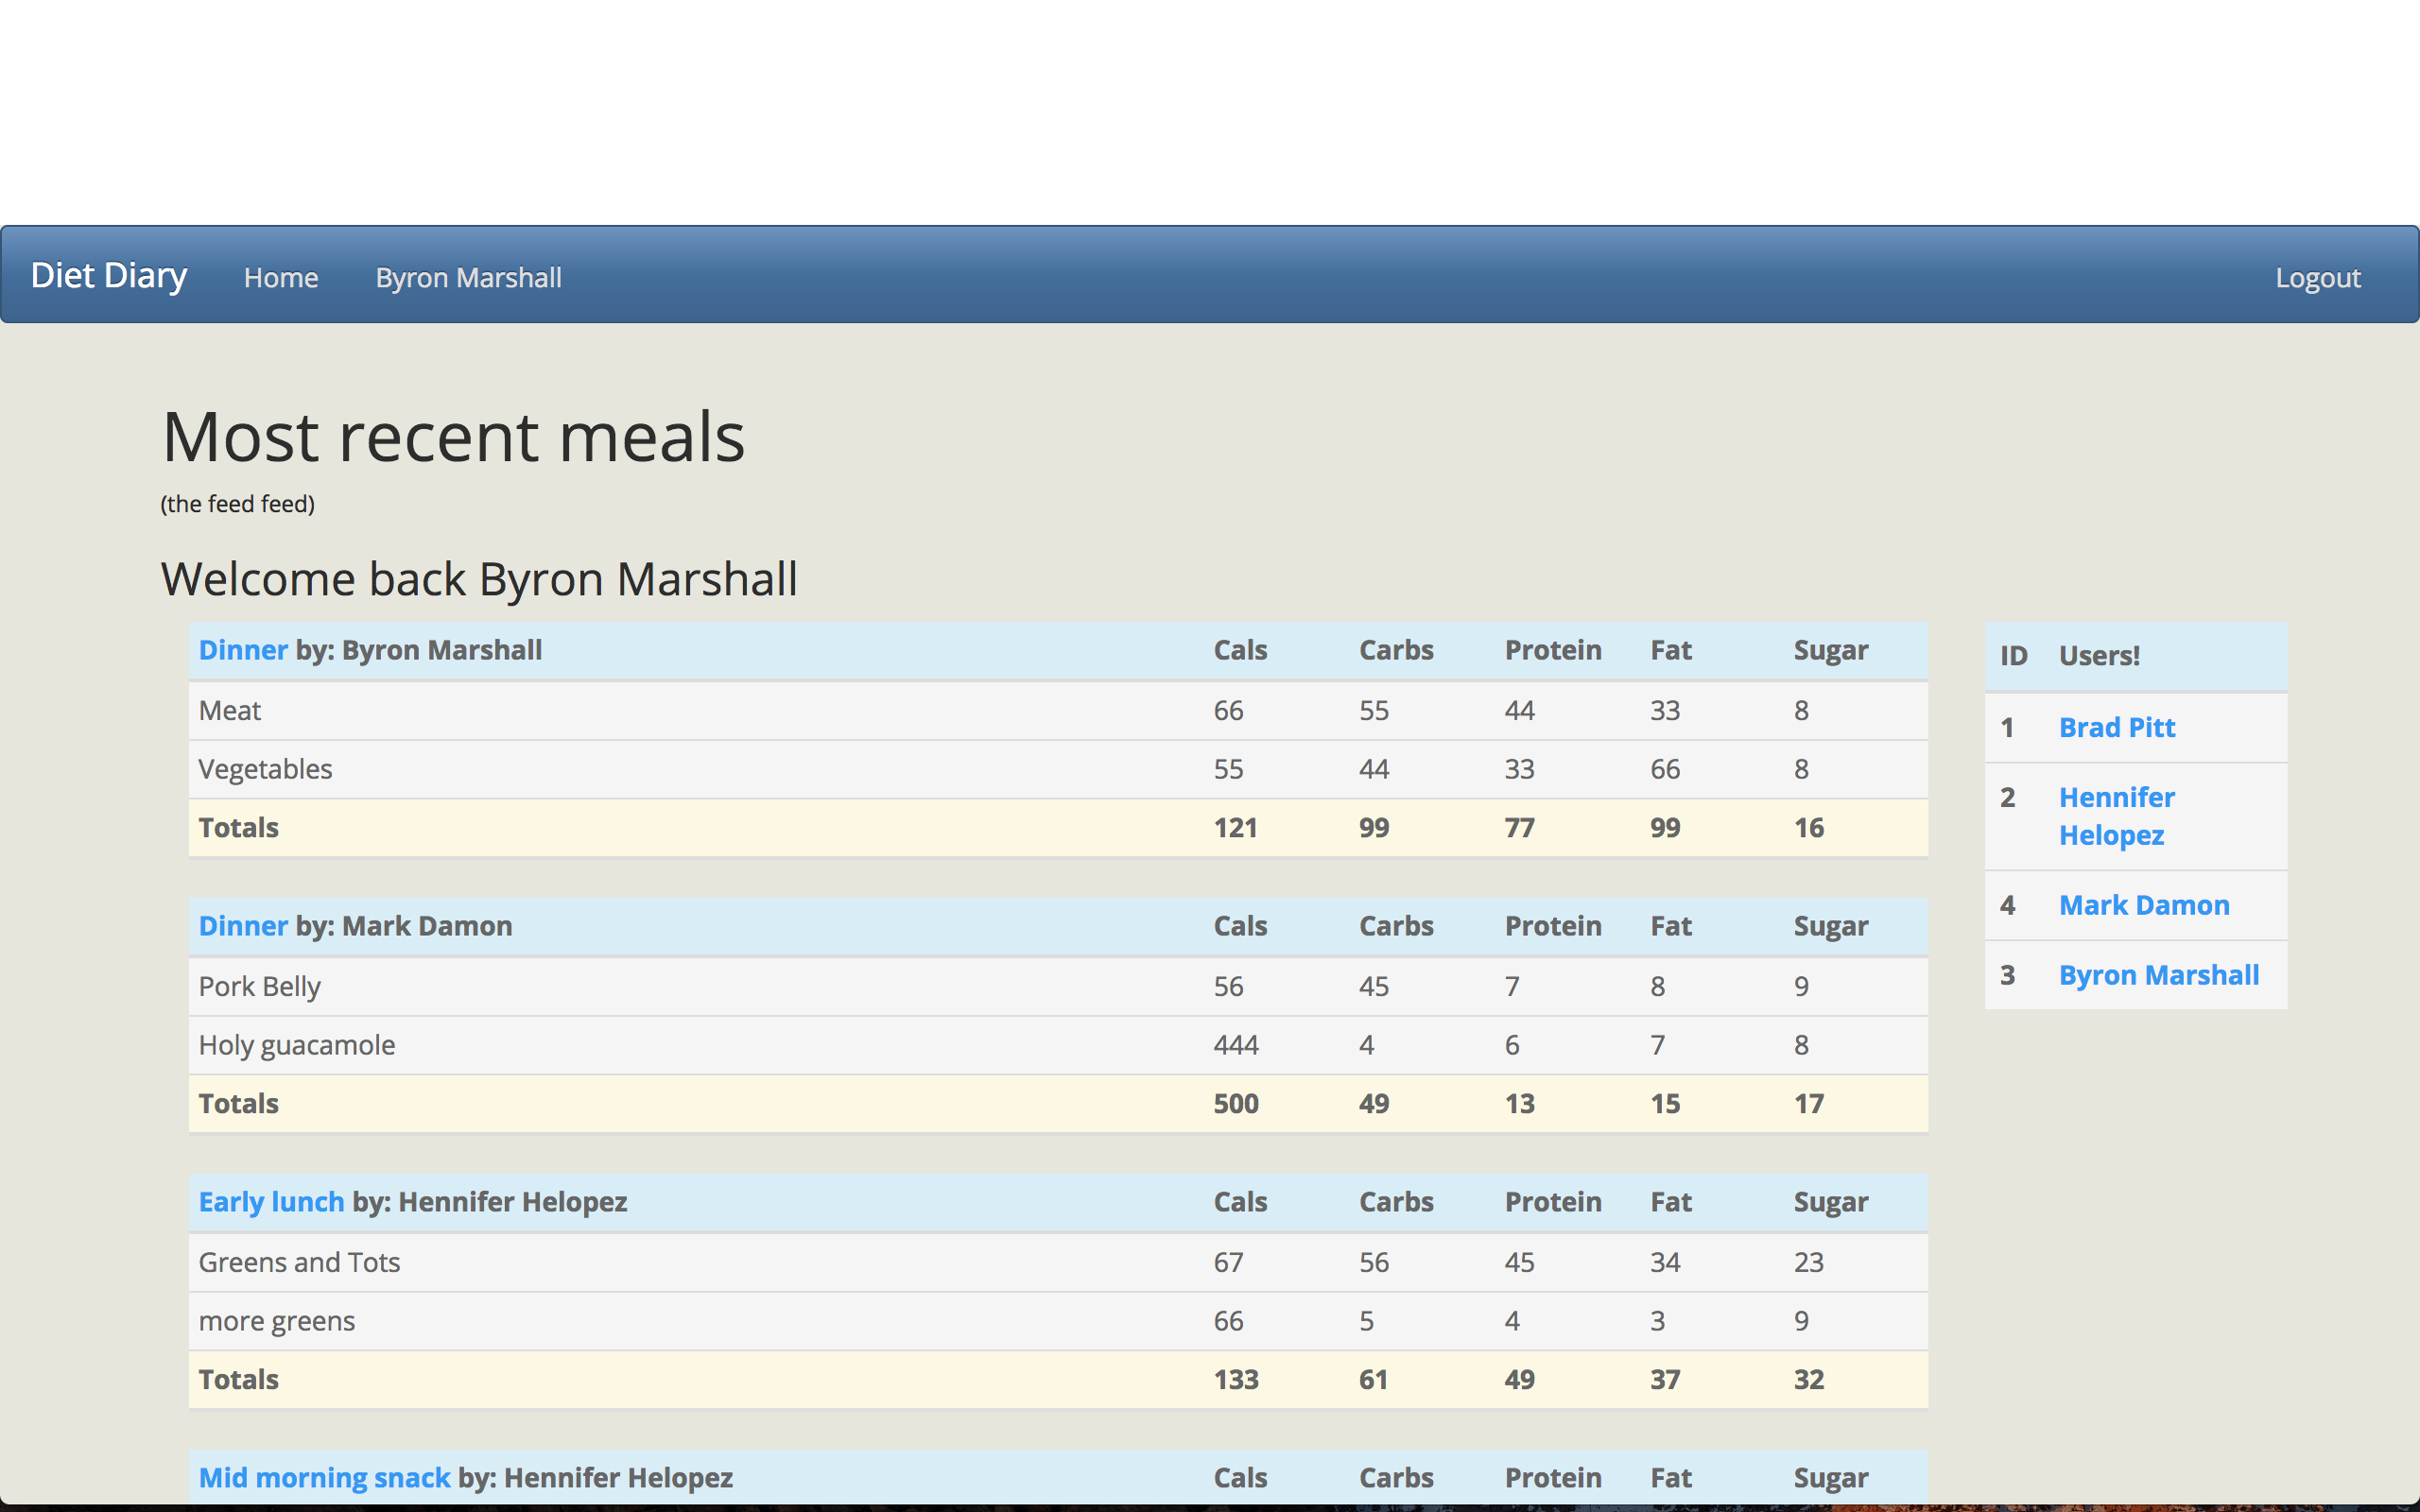 Diet Diary Home Byron Marshall Logout
Most recent meals
(the feed feed)
Welcome back Byron Marshall
Dinner by: Byron Marshall Cals Carbs Protein Fat Sugar
Meat 66 55 44 33 8
Vegetables 55 44 33 66 8
Totals 121 99 77 99 16
Dinner by: Mark Damon Cals Carbs Protein Fat Sugar
Pork Belly 56 45 7 8 9
Holy guacamole 444 4 6 7 8
Totals 500 49 13 15 17
Early lunch by: Hennifer Helopez Cals Carbs Protein Fat Sugar
Greens and Tots 67 56 45 34 23
more greens 66 5 4 3 9
Totals 133 61 49 37 32
Mid morning snack by: Hennifer Helopez Cals Carbs Protein Fat Sugar
ID Users!
1 Brad Pitt
2 Hennifer
Helopez
4 Mark Damon
3 Byron Marshall